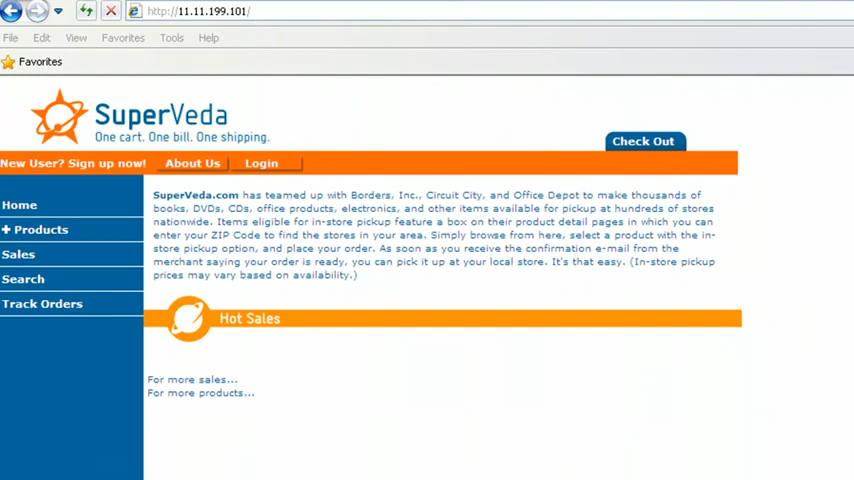 http://11.11.199.101/
File Edit View Favorites Tools Help
Favorites
SuperVeda
One cart. One bill. One shipping.
Check Out
New User? Sign up now! About Us Login
Home
+ Products
Sales
Search
Track Orders
SuperVeda.com has teamed up with Borders, Inc., Circuit City, and Office Depot to make thousands of
books, DVDs, CDs, office products, electronics, and other items available for pickup at hundreds of stores
nationwide. Items eligible for in-store pickup feature a box on their product detail pages in which you can
enter your ZIP Code to find the stores in your area. Simply browse from here, select a product with the in-
store pickup option, and place your order. As soon as you receive the confirmation e-mail from the
merchant saying your order is ready, you can pick it up at your local store. It's that easy. (In-store pickup
prices may vary based on availability.)
Hot Sales
For more sales...
For more products...